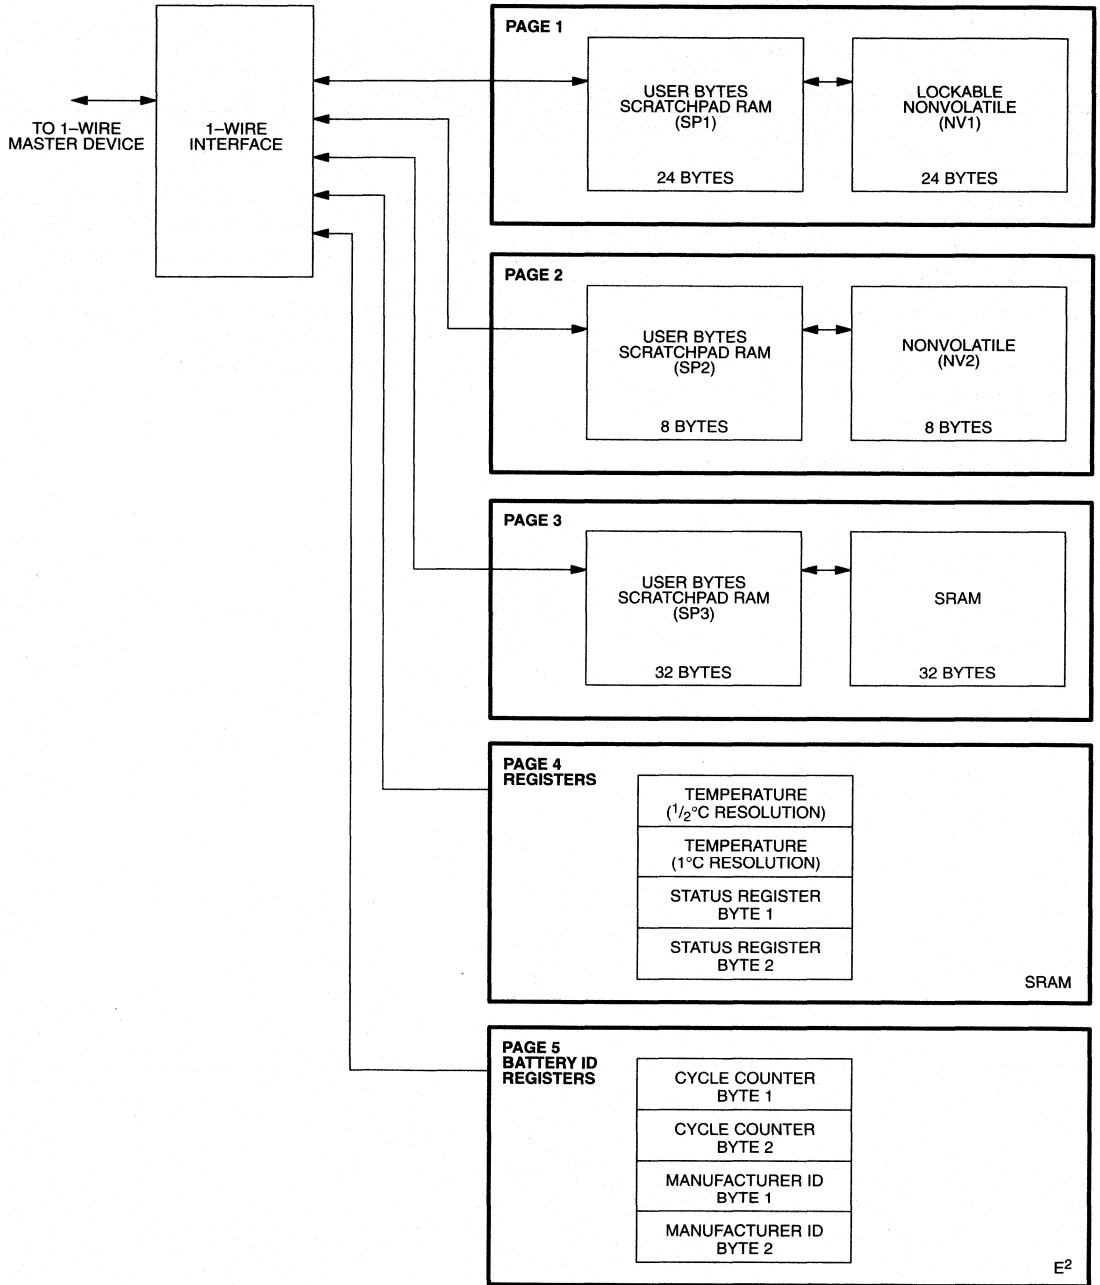 TO 1–WIRE
MASTER DEVICE
1–WIRE
INTERFACE
PAGE 1
USER BYTES
SCRATCHPAD RAM
(SP1)
24 BYTES
LOCKABLE
NONVOLATILE
(NV1)
24 BYTES
PAGE 2
USER BYTES
SCRATCHPAD RAM
(SP2)
8 BYTES
NONVOLATILE
(NV2)
8 BYTES
PAGE 3
USER BYTES
SCRATCHPAD RAM
(SP3)
32 BYTES
SRAM
32 BYTES
PAGE 4
REGISTERS
TEMPERATURE
(1/2°C RESOLUTION)
TEMPERATURE
(1°C RESOLUTION)
STATUS REGISTER
BYTE 1
STATUS REGISTER
BYTE 2
SRAM
PAGE 5
BATTERY ID
REGISTERS
CYCLE COUNTER
BYTE 1
CYCLE COUNTER
BYTE 2
MANUFACTURER ID
BYTE 1
MANUFACTURER ID
BYTE 2
E²